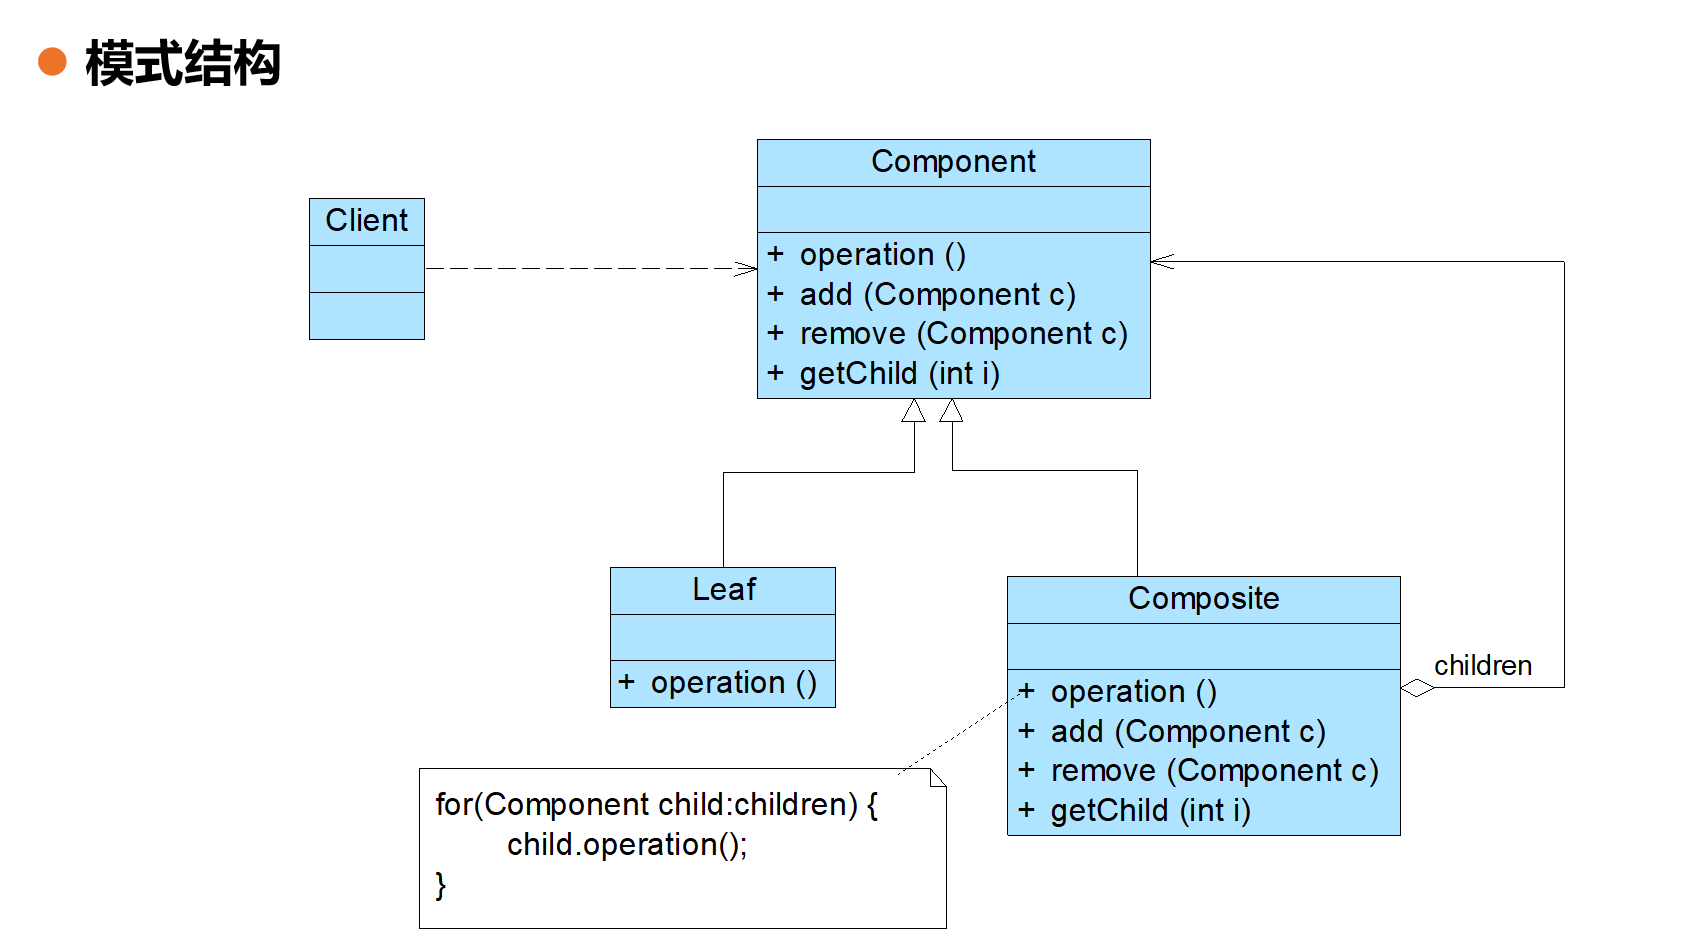 模式结构
Component
Client
+ operation ()
+ add (Component c)
+ remove (Component c)
+ getChild (int i)
Leaf
+ operation ()
Composite
children
+ operation ()
+ add (Component c)
+ remove (Component c)
+ getChild (int i)
for(Component child:children) {
child.operation();
}